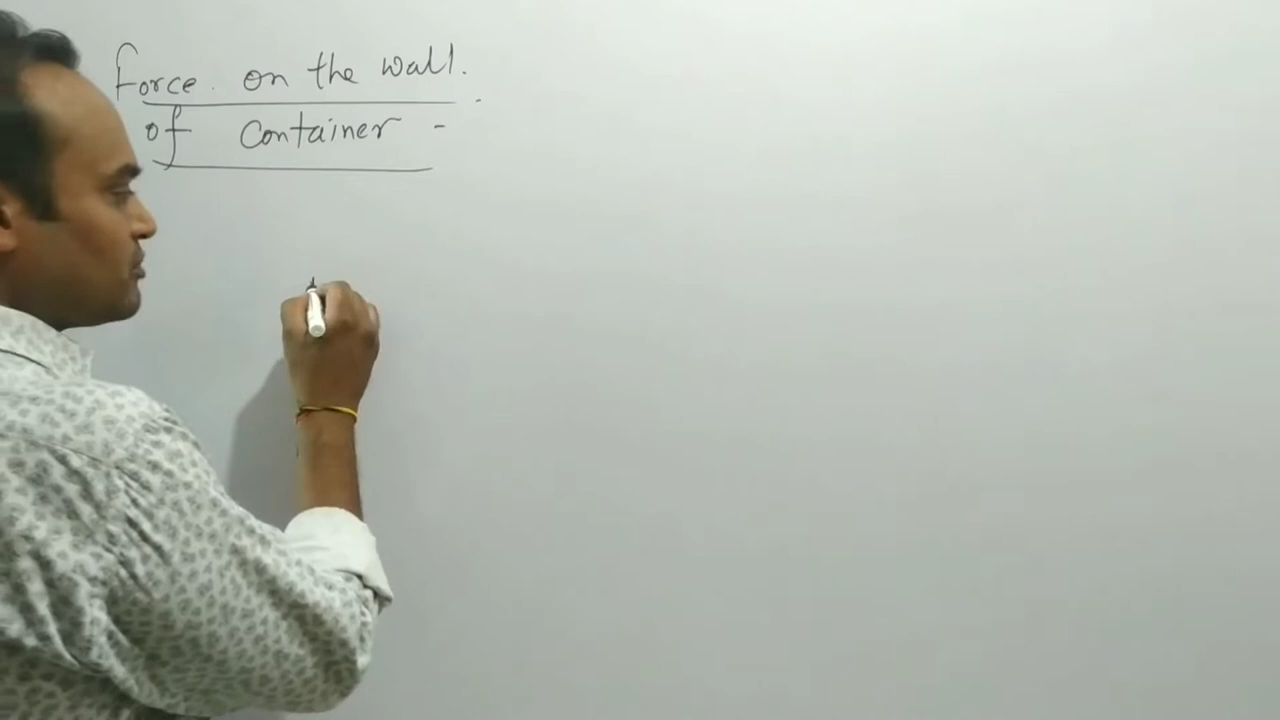 Force. on the wall.
of container -